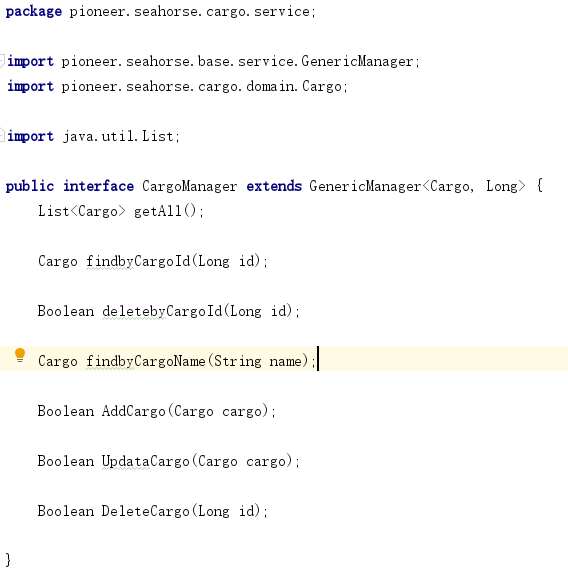 package pioneer.seahorse.cargo.service;
import pioneer.seahorse.base.service.GenericManager;
import pioneer.seahorse.cargo.domain.Cargo;
import java.util.List;
public interface CargoManager extends GenericManager<Cargo, Long> {
List<Cargo> getAll();
Cargo findbyCargoId(Long id);
Boolean deletebyCargoId(Long id);
Cargo findbyCargoName(String name);
Boolean AddCargo(Cargo cargo);
Boolean UpdataCargo(Cargo cargo);
Boolean DeleteCargo(Long id);
}